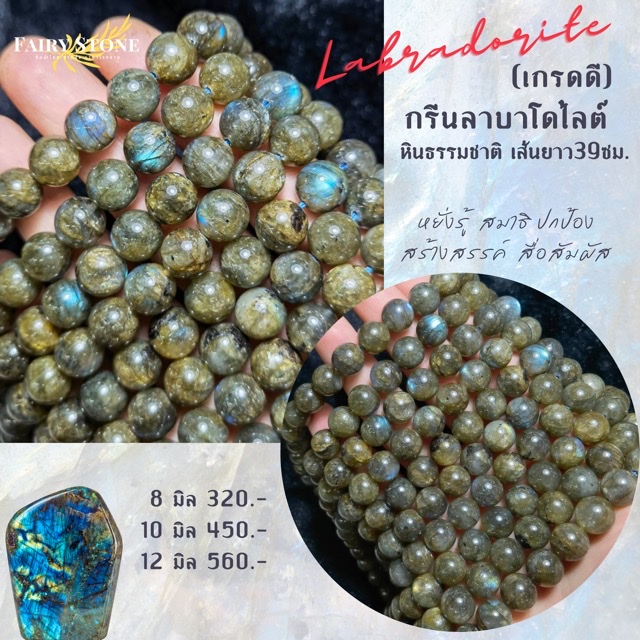 FAIRY STONE
Labradorite
(เกรดดี)
กรีนลาบาโดไลต์
หินธรรมชาติ เส้นยาว39ซม.
หยั่งรู้ สมาธิ ปกป้อง
สร้างสรรค์ สื่อสัมผัส
8 มิล 320.-
10 มิล 450.-
12 มิล 560.-